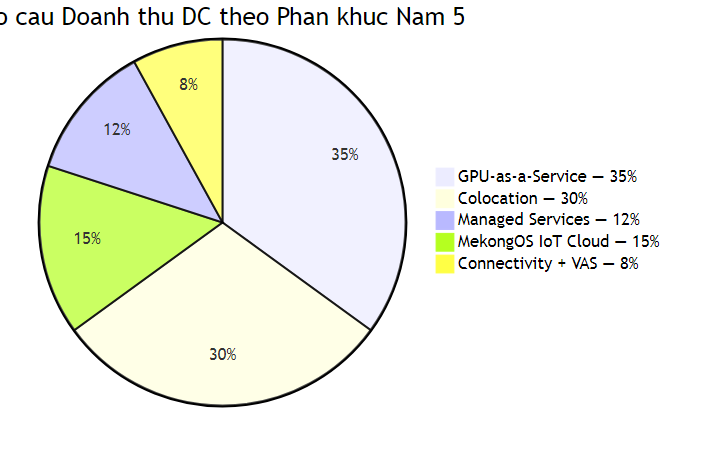 cau Doanh thu DC theo Phan khuc Nam 5
8%
12%
35%
15%
30%
GPU-as-a-Service — 35%
Colocation — 30%
Managed Services — 12%
MekongOS IoT Cloud — 15%
Connectivity + VAS — 8%